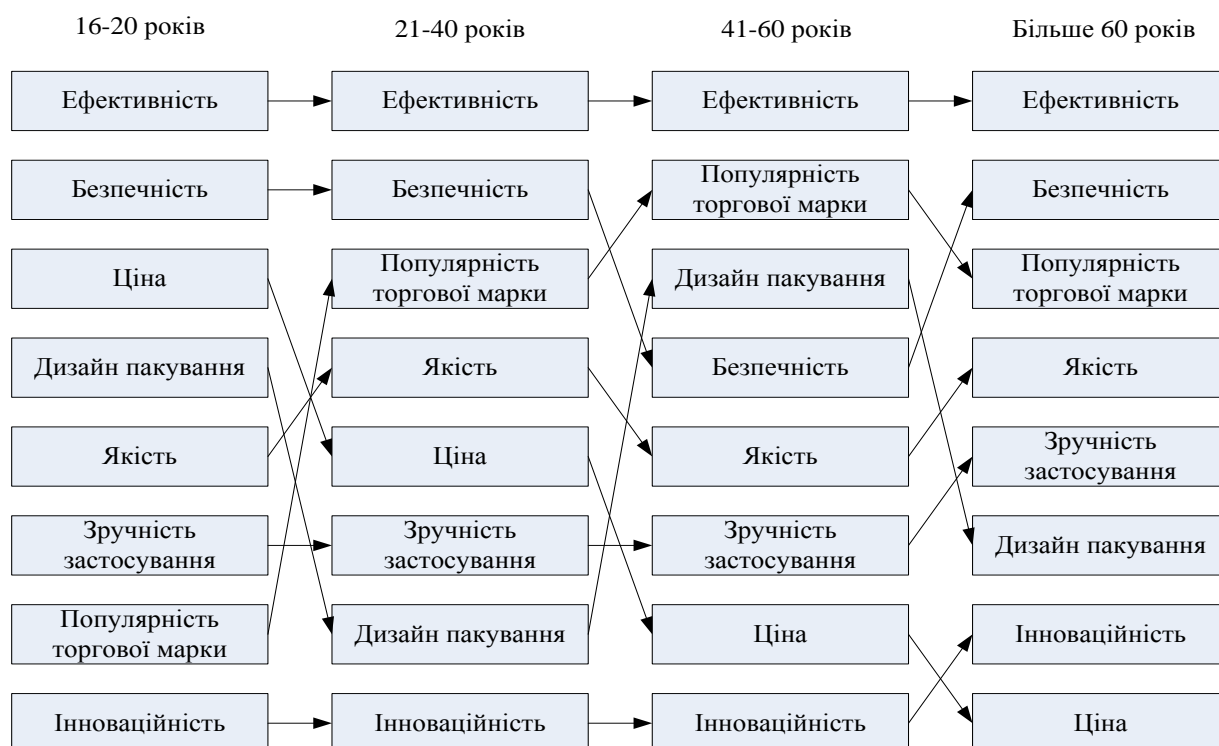 16-20 років
21-40 років
41-60 років
Більше 60 років
Ефективність
Ефективність
Ефективність
Ефективність
Безпечність
Безпечність
Популярність
торгової марки
Безпечність
Ціна
Популярність
торгової марки
Дизайн пакування
Популярність
торгової марки
Дизайн пакування
Якість
Безпечність
Якість
Якість
Ціна
Якість
Зручність
застосування
Зручність
застосування
Зручність
застосування
Зручність
застосування
Дизайн пакування
Популярність
торгової марки
Дизайн пакування
Ціна
Інноваційність
Інноваційність
Інноваційність
Інноваційність
Ціна